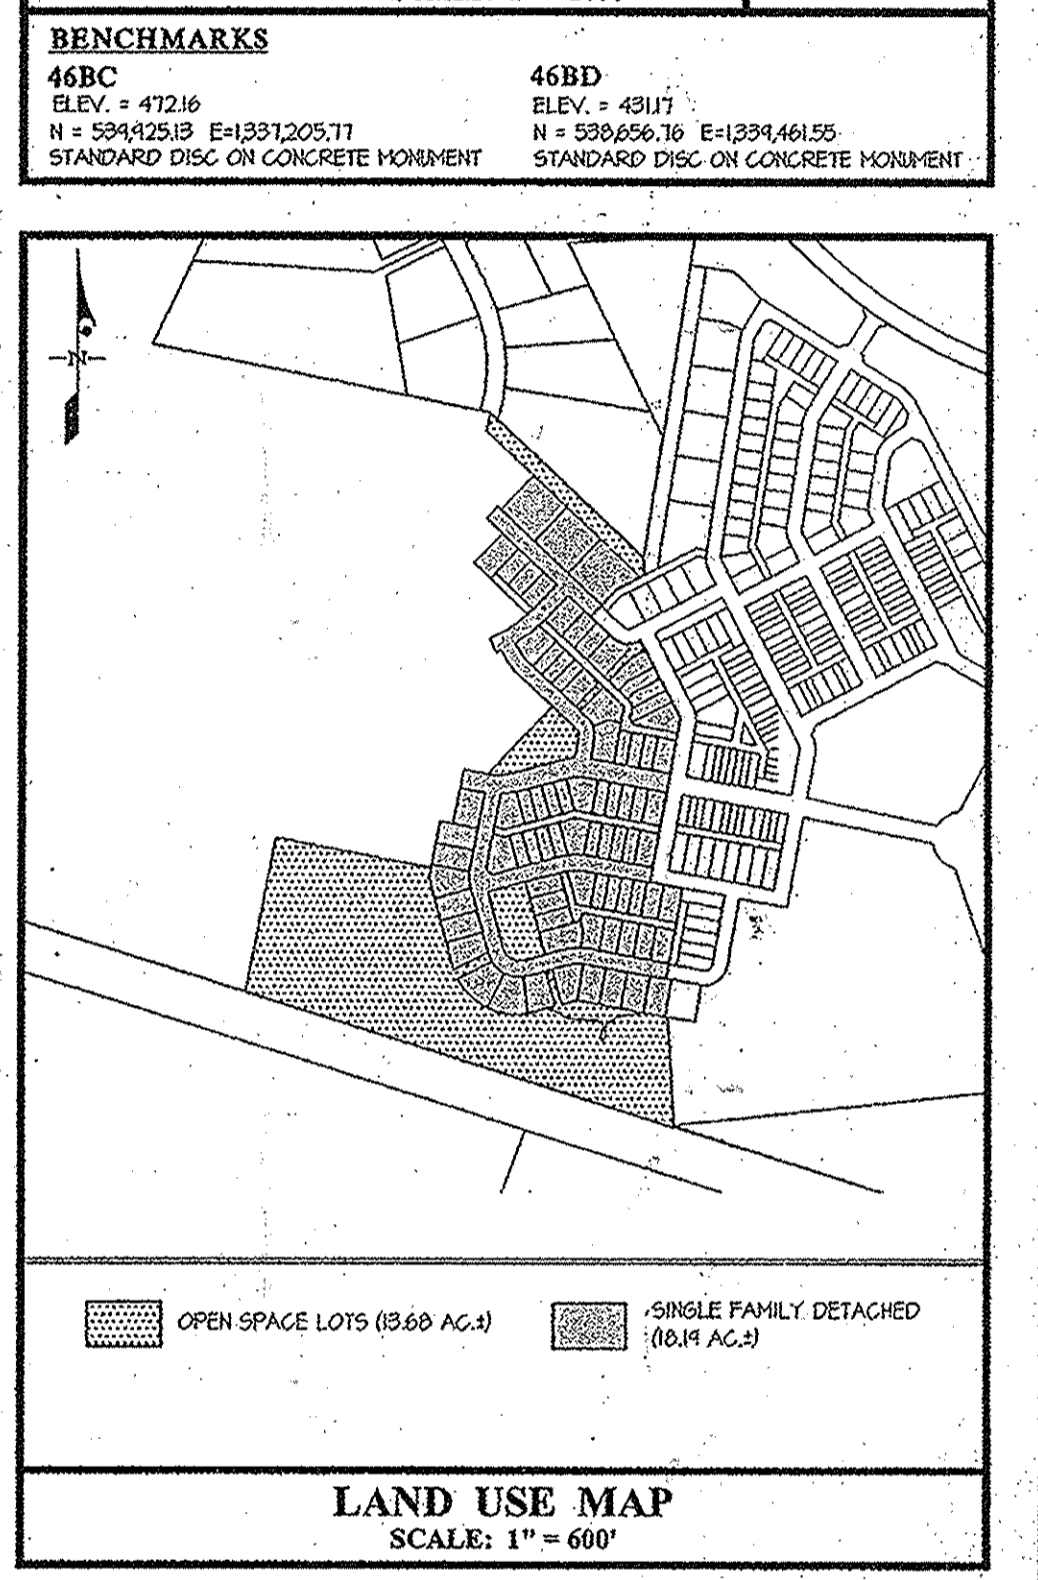 BENCHMARKS
46BC
ELEV. = 472.16
N = 539,925.13 E=1,337,205.77
STANDARD DISC ON CONCRETE MONUMENT
46BD
ELEV. = 431.17
N = 538,656.76 E=1,339,461.55
STANDARD DISC ON CONCRETE MONUMENT
-N-
OPEN SPACE LOTS (13.68 AC.±)
SINGLE FAMILY DETACHED
(18.19 AC.±)
LAND USE MAP
SCALE: 1" = 600'